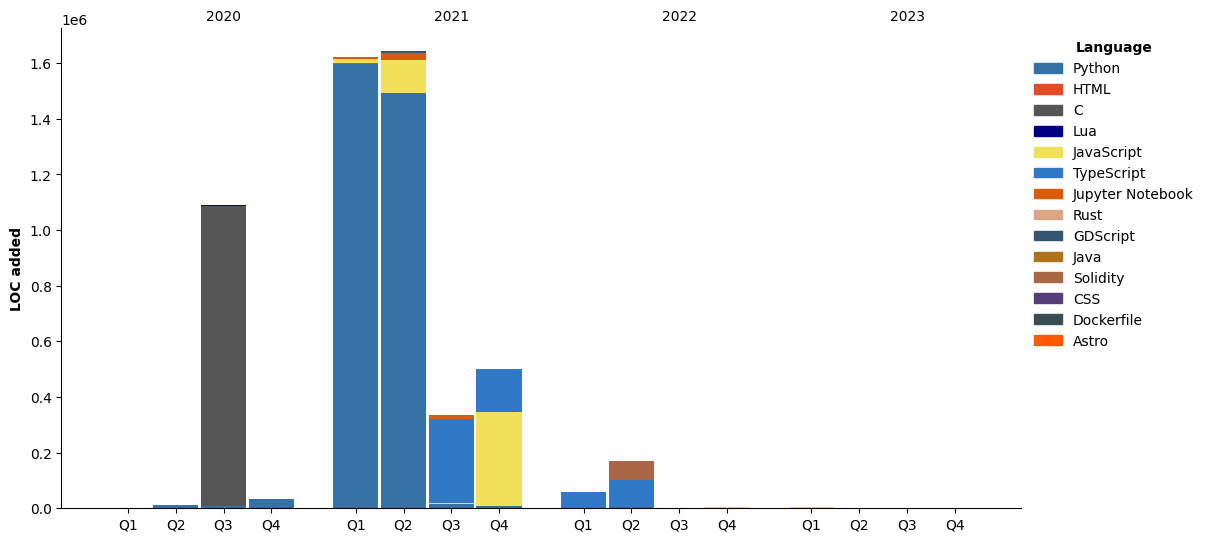 2020 2021 2022 2023
1e6
LOC added
1.6
1.4
1.2
1.0
0.8
0.6
0.4
0.2
0.0
Q1 Q2 Q3 Q4 Q1 Q2 Q3 Q4 Q1 Q2 Q3 Q4 Q1 Q2 Q3 Q4
Language
Python
HTML
C
Lua
JavaScript
TypeScript
Jupyter Notebook
Rust
GDScript
Java
Solidity
CSS
Dockerfile
Astro